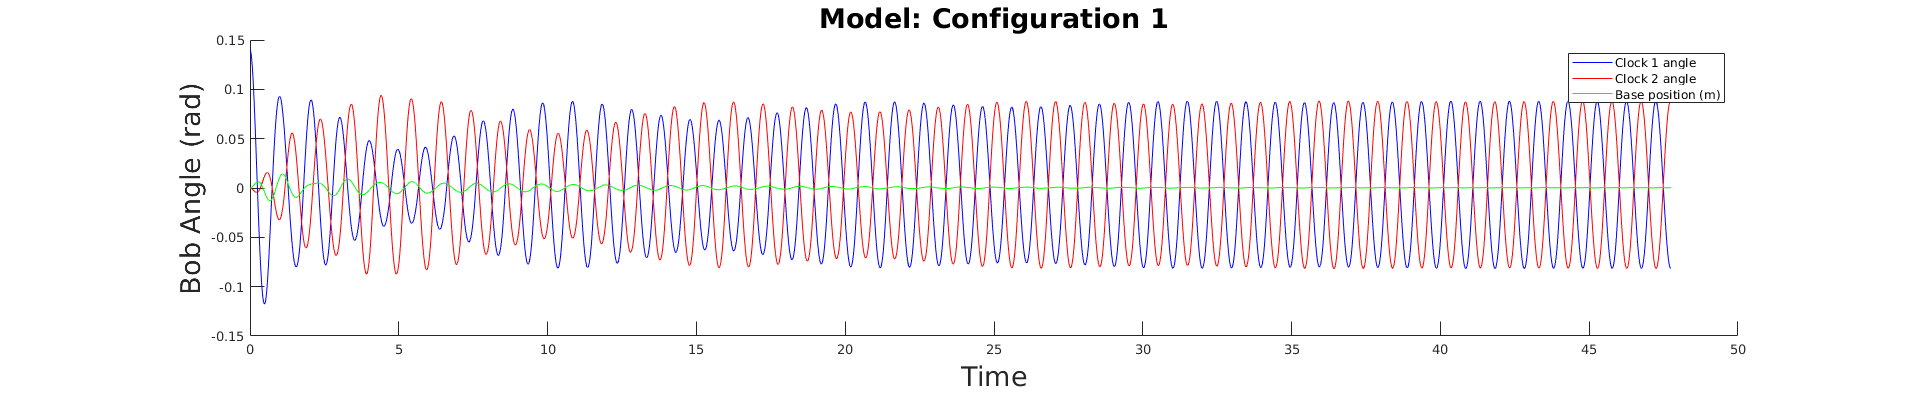 Model: Configuration 1
Bob Angle (rad)
0.15
0.1
0.05
0
-0.05
-0.1
-0.15
Clock 1 angle
Clock 2 angle
Base position (m)
0 5 10 15 20 25 30 35 40 45 50
Time